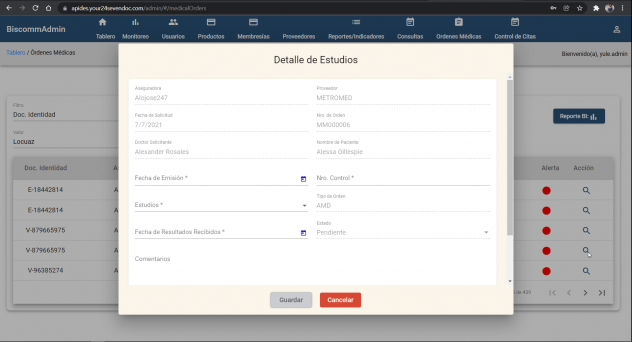 apides.your24sevendoc.com/admin/#/medicalOrders
BiscommAdmin
Tablero Monitoreo Usuarios Productos Membresías Proveedores Reportes/Indicadores Consultas Ordenes Médicas Control de Citas
Tablero / Órdenes Médicas
Bienvenido(a), yule.admin
Detalle de Estudios
Aseguradora
Alojose247
Proveedor
METROMED
Fecha de Solicitud
7/7/2021
Nro. de Orden
MM000006
Doctor Solicitante
Alexander Rosales
Nombre de Paciente
Alessa Gillespie
Fecha de Emisión *
Nro. Control *
Estudios *
Tipo de Orden
AMD
Fecha de Resultados Recibidos *
Estado
Pendiente
Comentarios
Guardar Cancelar
Filtro
Doc. Identidad
Valor
Locuaz
Reporte BI:
Doc. Identidad
Alerta Acción
E-18442814
E-18442814
V-879665975
V-879665975
V-96385274